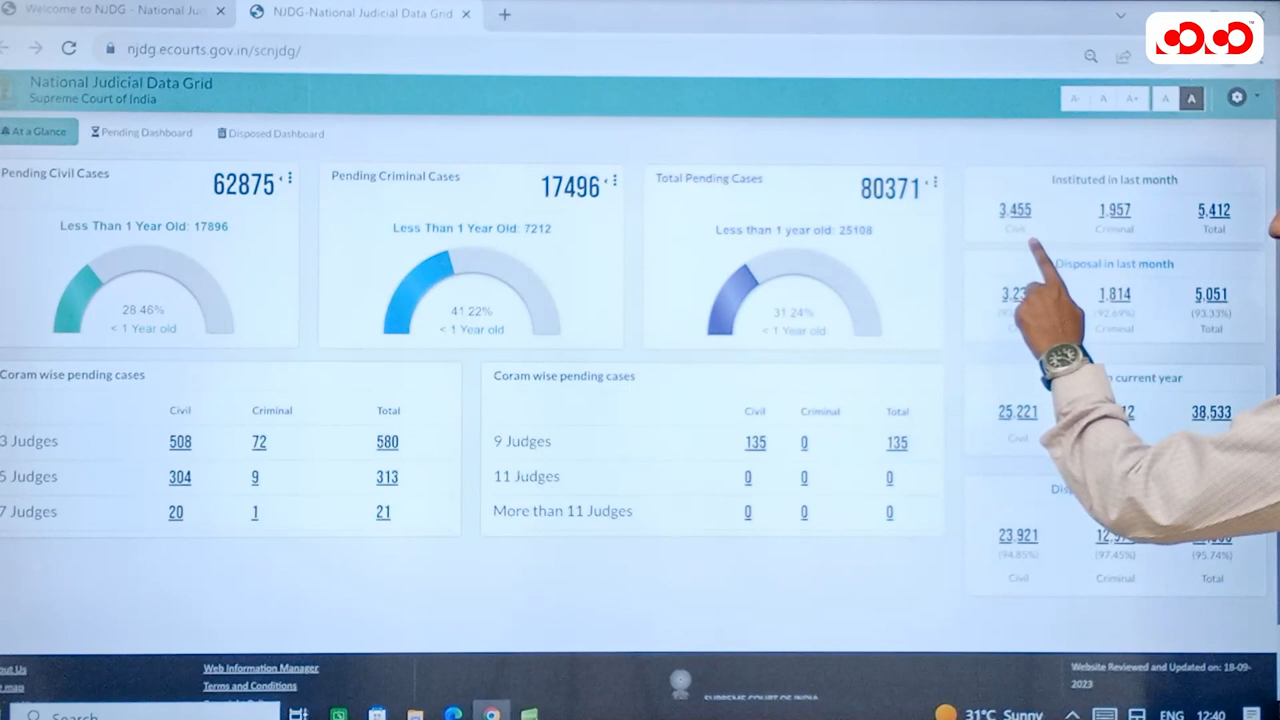 Welcome to NJDG - National Ju
NJDG-National Judicial Data Grid
njdg.ecourts.gov.in/scnjdg/
National Judicial Data Grid
Supreme Court of India
A- A A+ A A
At a Glance Pending Dashboard Disposed Dashboard
Pending Civil Cases 62875
Less Than 1 Year Old: 17896
28.46%
< 1 Year old
Pending Criminal Cases 17496
Less Than 1 Year Old: 7212
41.22%
< 1 Year old
Total Pending Cases 80371
Less than 1 year old: 25108
31.24%
< 1 Year old
Instituted in last month
3,455 1,957 5,412
Civil Criminal Total
Disposal in last month
1,814 5,051
(92.69%) (93.33%)
Criminal Total
current year
25,221 38,533
Civil
23,921
(94.85%) (97.45%) (95.74%)
Civil Criminal Total
Coram wise pending cases
Civil Criminal Total
3 Judges 508 72 580
5 Judges 304 9 313
7 Judges 20 1 21
Coram wise pending cases
Civil Criminal Total
9 Judges 135 0 135
11 Judges 0 0 0
More than 11 Judges 0 0 0
Web Information Manager
Terms and Conditions
SUPREME COURT OF INDIA
Website Reviewed and Updated on: 18-09-
2023
Search
31°C Sunny ENG 12:40